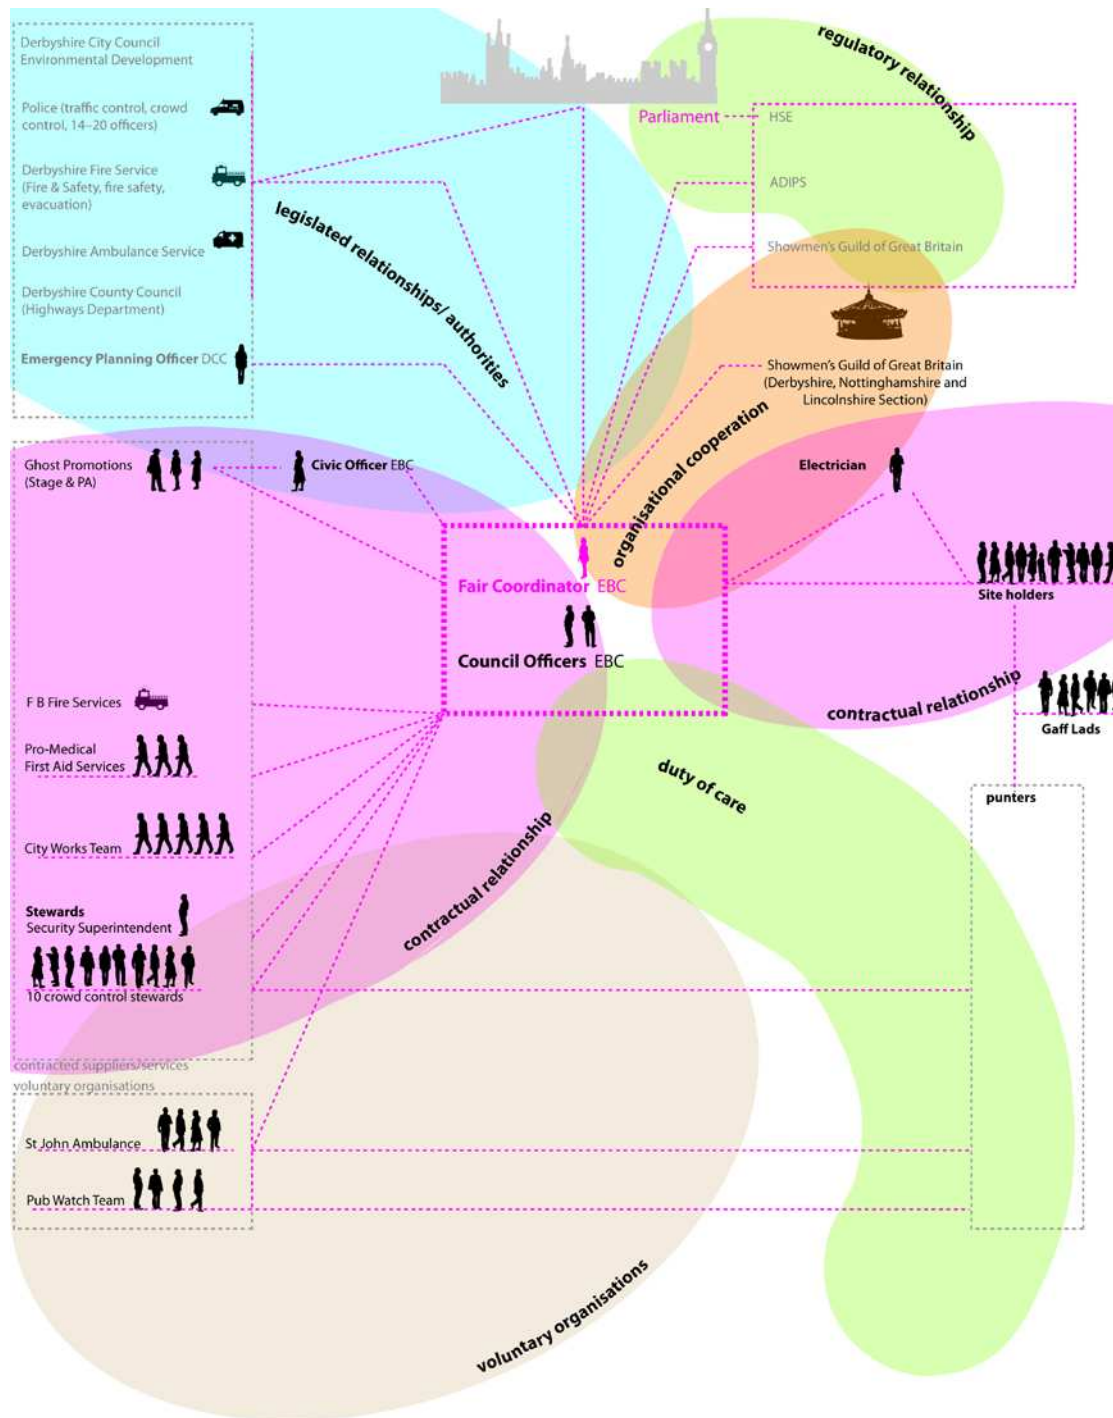 Derbyshire City Council
Environmental Development
Police (traffic control, crowd
control, 14–20 officers)
Derbyshire Fire Service
(Fire & Safety, fire safety,
evacuation)
Derbyshire Ambulance Service
Derbyshire County Council
(Highways Department)
Emergency Planning Officer DCC
legislated relationships/ authorities
regulatory relationship
Parliament
HSE
ADIPS
Showmen's Guild of Great Britain
Showmen's Guild of Great Britain
(Derbyshire, Nottinghamshire and
Lincolnshire Section)
organisational cooperation
Ghost Promotions
(Stage & PA)
Civic Officer EBC
Electrician
Fair Coordinator EBC
Council Officers EBC
Site holders
contractual relationship
Gaff Lads
F B Fire Services
Pro-Medical
First Aid Services
duty of care
punters
City Works Team
contractual relationship
Stewards
Security Superintendent
10 crowd control stewards
contracted suppliers/services
voluntary organisations
St John Ambulance
Pub Watch Team
voluntary organisations